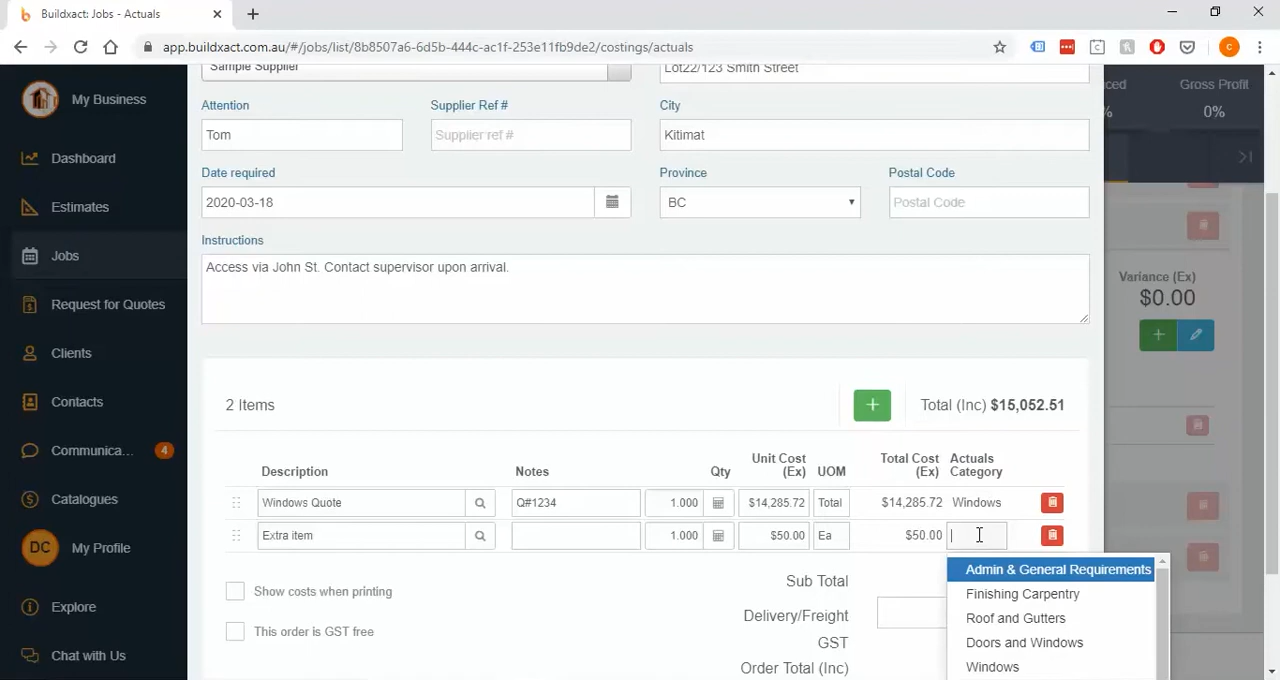 Buildxact: Jobs - Actuals
app.buildxact.com.au/#/jobs/list/8b8507a6-6d5b-444c-ac1f-253e11fb9de2/costings/actuals
C
My Business
Dashboard
Estimates
Jobs
Request for Quotes
Clients
Contacts
Communica... 4
Catalogues
DC My Profile
Explore
Chat with Us
Sample Supplier
Lot22/123 Smith Street
Attention
Supplier Ref #
City
Tom
Supplier ref #
Kitimat
Date required
Province
Postal Code
2020-03-18
BC
Postal Code
Instructions
Access via John St. Contact supervisor upon arrival.
2 Items
Total (Inc) $15,052.51
Description Notes Qty Unit Cost (Ex) UOM Total Cost (Ex) Actuals Category
Windows Quote Q#1234 1.000 $14,285.72 Total $14,285.72 Windows
Extra item 1.000 $50.00 Ea $50.00
Admin & General Requirements
Finishing Carpentry
Roof and Gutters
Doors and Windows
Windows
Show costs when printing
This order is GST free
Sub Total
Delivery/Freight
GST
Order Total (Inc)
Gross Profit
%
0%
Variance (Ex)
$0.00